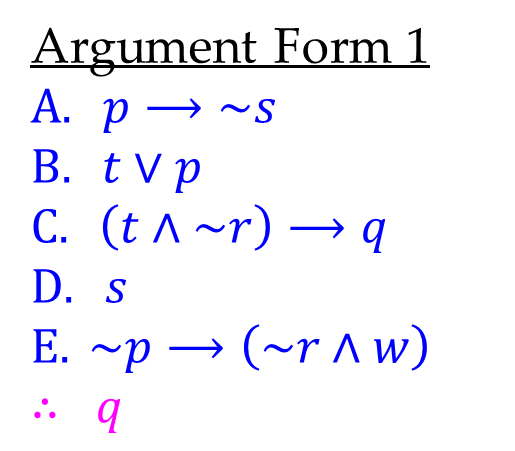 Argument Form 1
A. p ⟶ ~s
B. t ∨ p
C. (t ∧ ~r) ⟶ q
D. s
E. ~p ⟶ (~r ∧ w)
∴ q